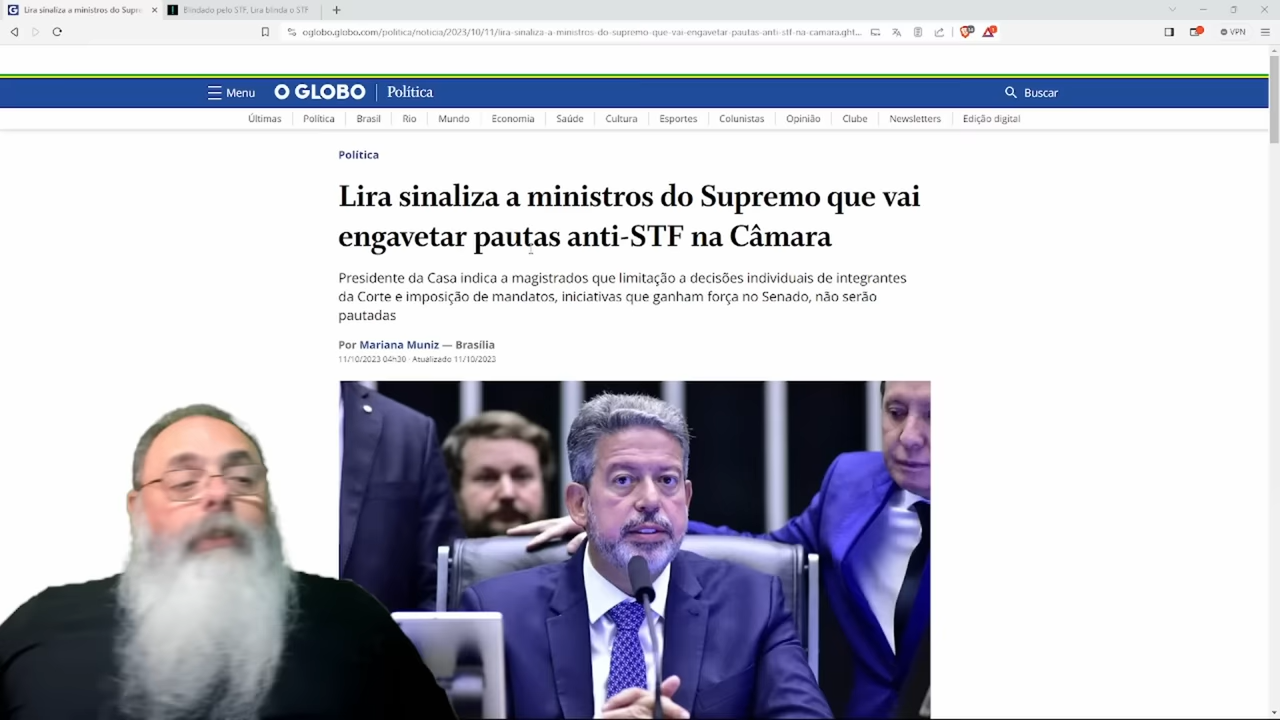 Lira sinaliza a ministros do Supre
Blindado pelo STF, Lira blinda o STF
oglobo.globo.com/politica/noticia/2023/10/11/lira-sinaliza-a-ministros-do-supremo-que-vai-engavetar-pautas-anti-stf-na-camara.ght...
VPN
Menu
O GLOBO
Política
Buscar
Últimas
Política
Brasil
Rio
Mundo
Economia
Saúde
Cultura
Esportes
Colunistas
Opinião
Clube
Newsletters
Edição digital
Política
Lira sinaliza a ministros do Supremo que vai
engavetar pautas anti-STF na Câmara
Presidente da Casa indica a magistrados que limitação a decisões individuais de integrantes
da Corte e imposição de mandatos, iniciativas que ganham força no Senado, não serão
pautadas
Por Mariana Muniz — Brasília
11/10/2023 04h30 · Atualizado 11/10/2023